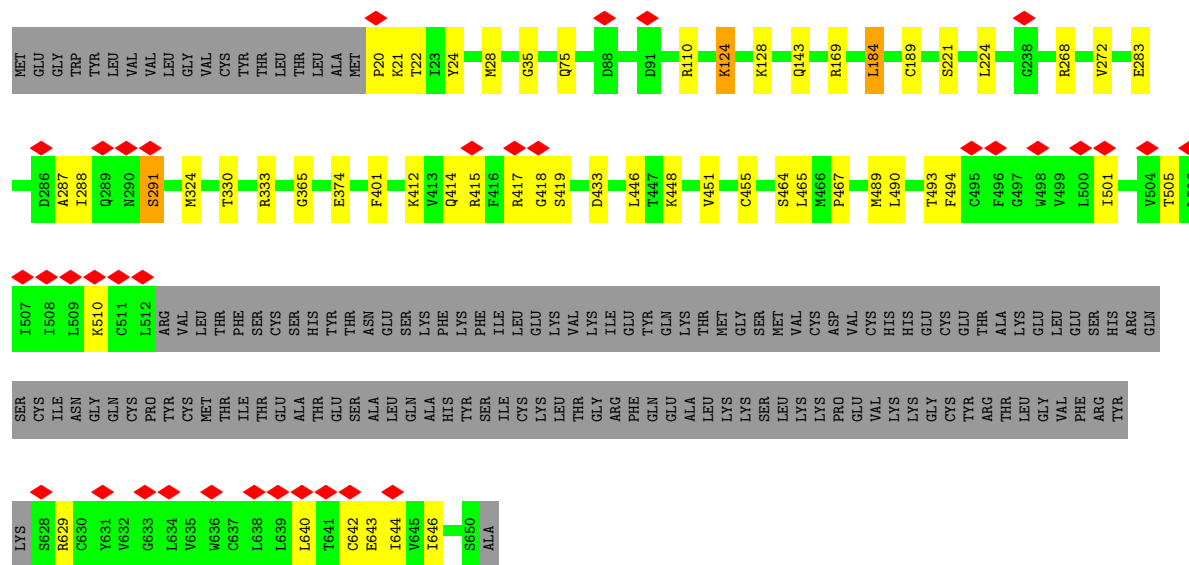 MET GLU GLY TRP TYR LEU VAL VAL LEU GLY VAL CYS TYR THR LEU THR LEU ALA MET P20 K21 T22 I23 Y24 M28 G35 Q75 D88 D91 R110 K124 K128 Q143 R169 L184 C189 S221 L224 G238 R268 V272 E283
D286 A287 I288 Q289 N290 S291 M324 T330 R333 G365 E374 F401 K412 V413 Q414 R415 F416 R417 G418 S419 D433 L446 T447 K448 V451 C455 S464 L465 M466 P467 M489 L490 T493 F494 C495 F496 G497 W498 V499 L500 I501 V504 T505
I507 I508 L509 K510 C511 L512 ARG VAL LEU THR PHE SER CYS SER HIS TYR THR ASN GLU SER LYS PHE LYS PHE ILE LEU GLU LYS VAL LYS ILE GLU TYR GLN LYS THR MET GLY SER MET VAL CYS ASP VAL CYS HIS HIS GLU CYS GLU THR ALA LYS GLU LEU GLU SER HIS ARG GLN
SER CYS ILE ASN GLY GLN CYS PRO TYR CYS MET THR ILE THR GLU ALA THR GLU SER ALA LEU GLN ALA HIS TYR SER ILE CYS LYS LEU THR GLY ARG PHE GLN GLU ALA LEU LYS LYS SER LEU LYS LYS PRO GLU VAL LYS LYS GLY CYS TYR ARG THR LEU GLY VAL PHE ARG TYR
LYS S628 R629 C630 Y631 V632 G633 L634 V635 W636 C637 L638 L639 L640 T641 C642 E643 I644 V645 I646 S650 ALA